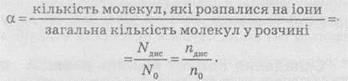 α = кількість молекул, які розпалися на іони / загальна кількість молекул у розчині =
= Nдис / N0 = nдис / n0 .